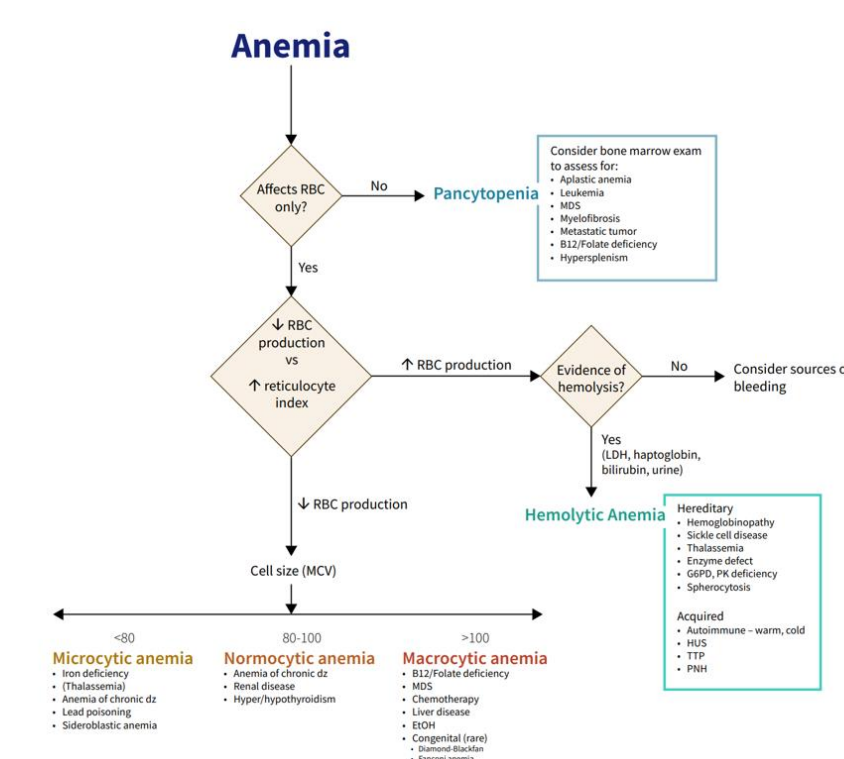 Anemia
Affects RBC
only?
No
Pancytopenia
Consider bone marrow exam
to assess for:
• Aplastic anemia
• Leukemia
• MDS
• Myelofibrosis
• Metastatic tumor
• B12/Folate deficiency
• Hypersplenism
Yes
↓ RBC
production
vs
↑ reticulocyte
index
↑ RBC production
Evidence of
hemolysis?
No
Consider sources
bleeding
Yes
(LDH, haptoglobin,
bilirubin, urine)
Hemolytic Anemia
Hereditary
• Hemoglobinopathy
• Sickle cell disease
• Thalassemia
• Enzyme defect
• G6PD, PK deficiency
• Spherocytosis
Acquired
• Autoimmune – warm, cold
• HUS
• TTP
• PNH
↓ RBC production
Cell size (MCV)
<80
Microcytic anemia
• Iron deficiency
• (Thalassemia)
• Anemia of chronic dz
• Lead poisoning
• Sideroblastic anemia
80-100
Normocytic anemia
• Anemia of chronic dz
• Renal disease
• Hyper/hypothyroidism
>100
Macrocytic anemia
• B12/Folate deficiency
• MDS
• Chemotherapy
• Liver disease
• EtOH
• Congenital (rare)
• Diamond-Blackfan